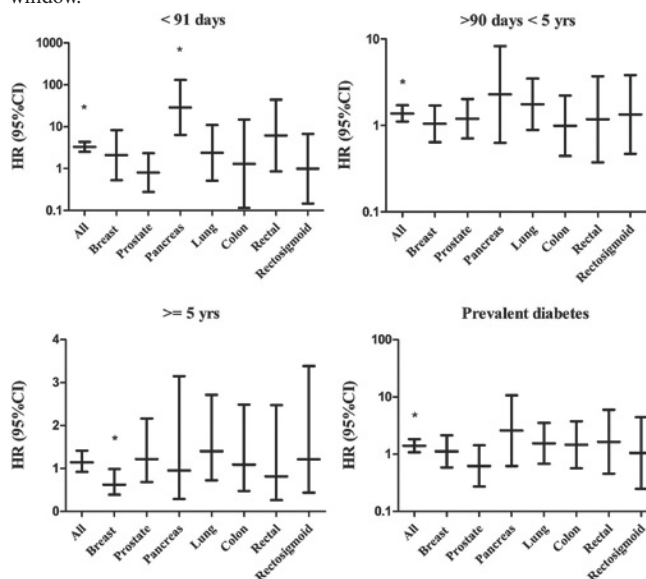 window.
< 91 days
>90 days < 5 yrs
HR (95%CI)
1000
100
10
1
0.1
*
*
All
Breast
Prostate
Pancreas
Lung
Colon
Rectal
Rectosigmoid
HR (95%CI)
10
1
0.1
*
All
Breast
Prostate
Pancreas
Lung
Colon
Rectal
Rectosigmoid
>= 5 yrs
Prevalent diabetes
HR (95%CI)
4
3
2
1
0
*
All
Breast
Prostate
Pancreas
Lung
Colon
Rectal
Rectosigmoid
HR (95%CI)
100
10
1
0.1
*
All
Breast
Prostate
Pancreas
Lung
Colon
Rectal
Rectosigmoid